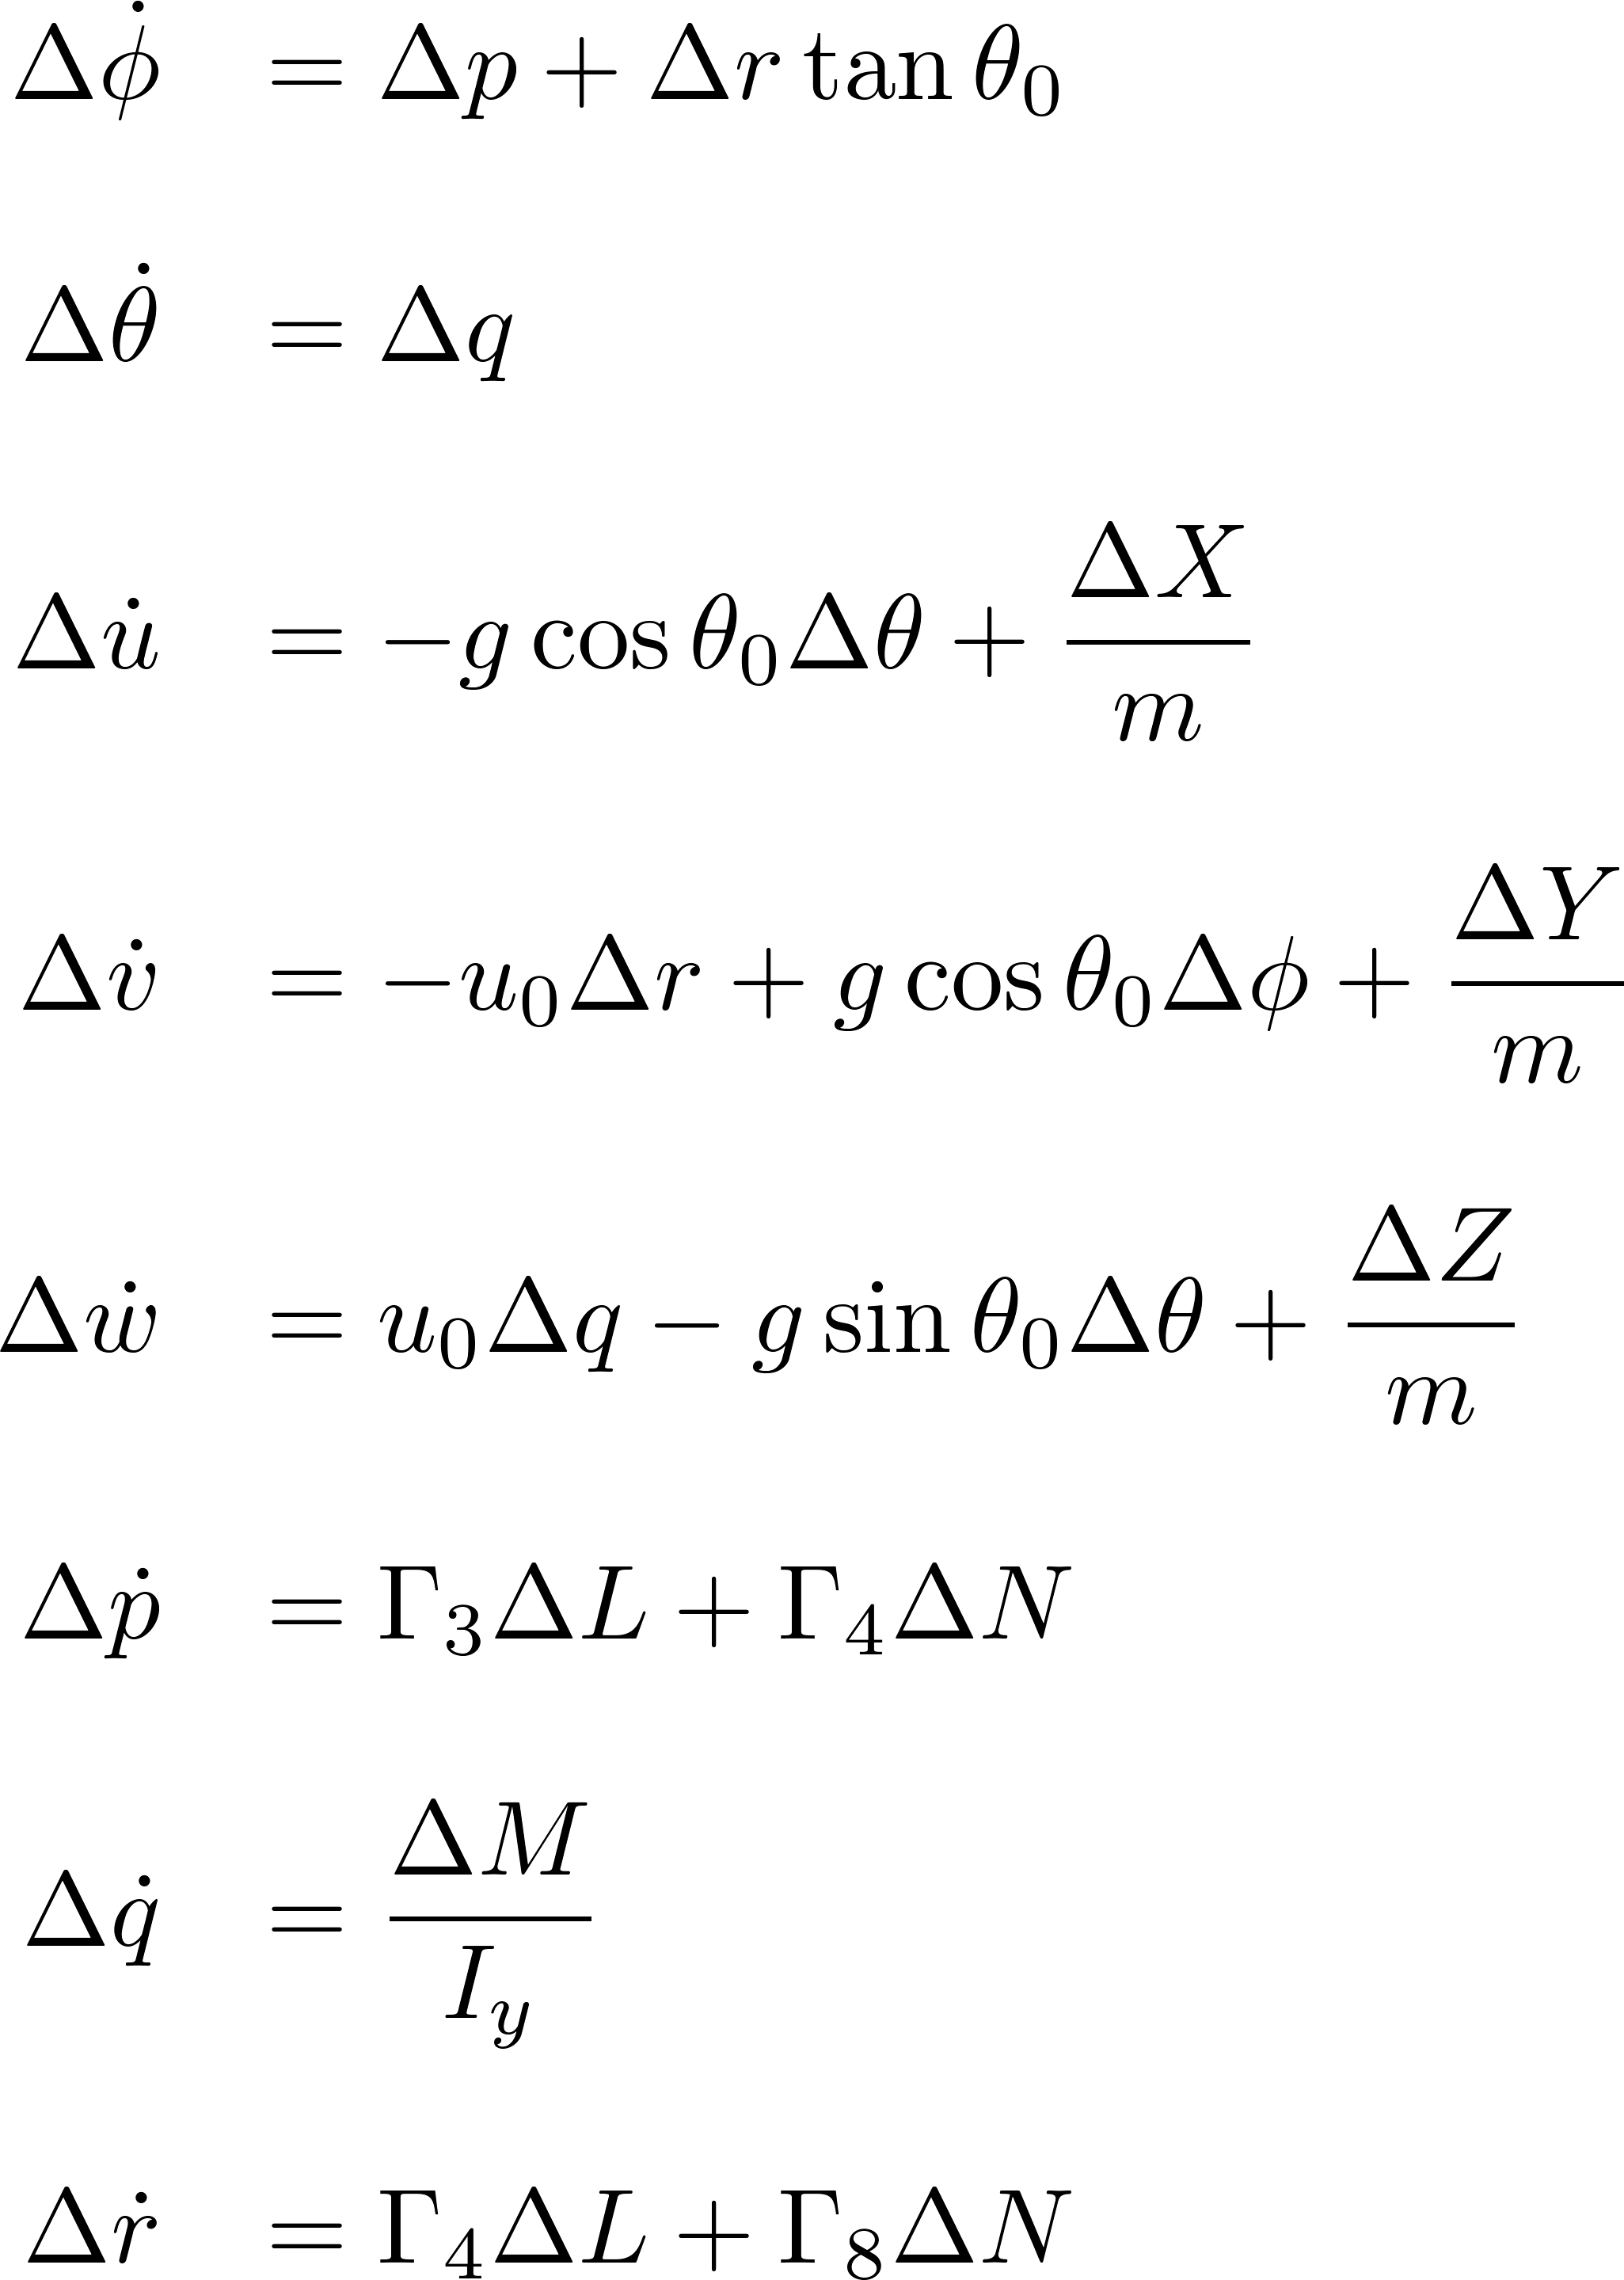 Δφ̇ = Δp + Δr tan θ₀
Δθ̇ = Δq
Δu̇ = −g cos θ₀Δθ + ΔX/m
Δv̇ = −u₀Δr + g cos θ₀Δφ + ΔY/m
Δẇ = u₀Δq − g sin θ₀Δθ + ΔZ/m
Δṗ = Γ₃ΔL + Γ₄ΔN
Δq̇ = ΔM/I_y
Δṙ = Γ₄ΔL + Γ₈ΔN